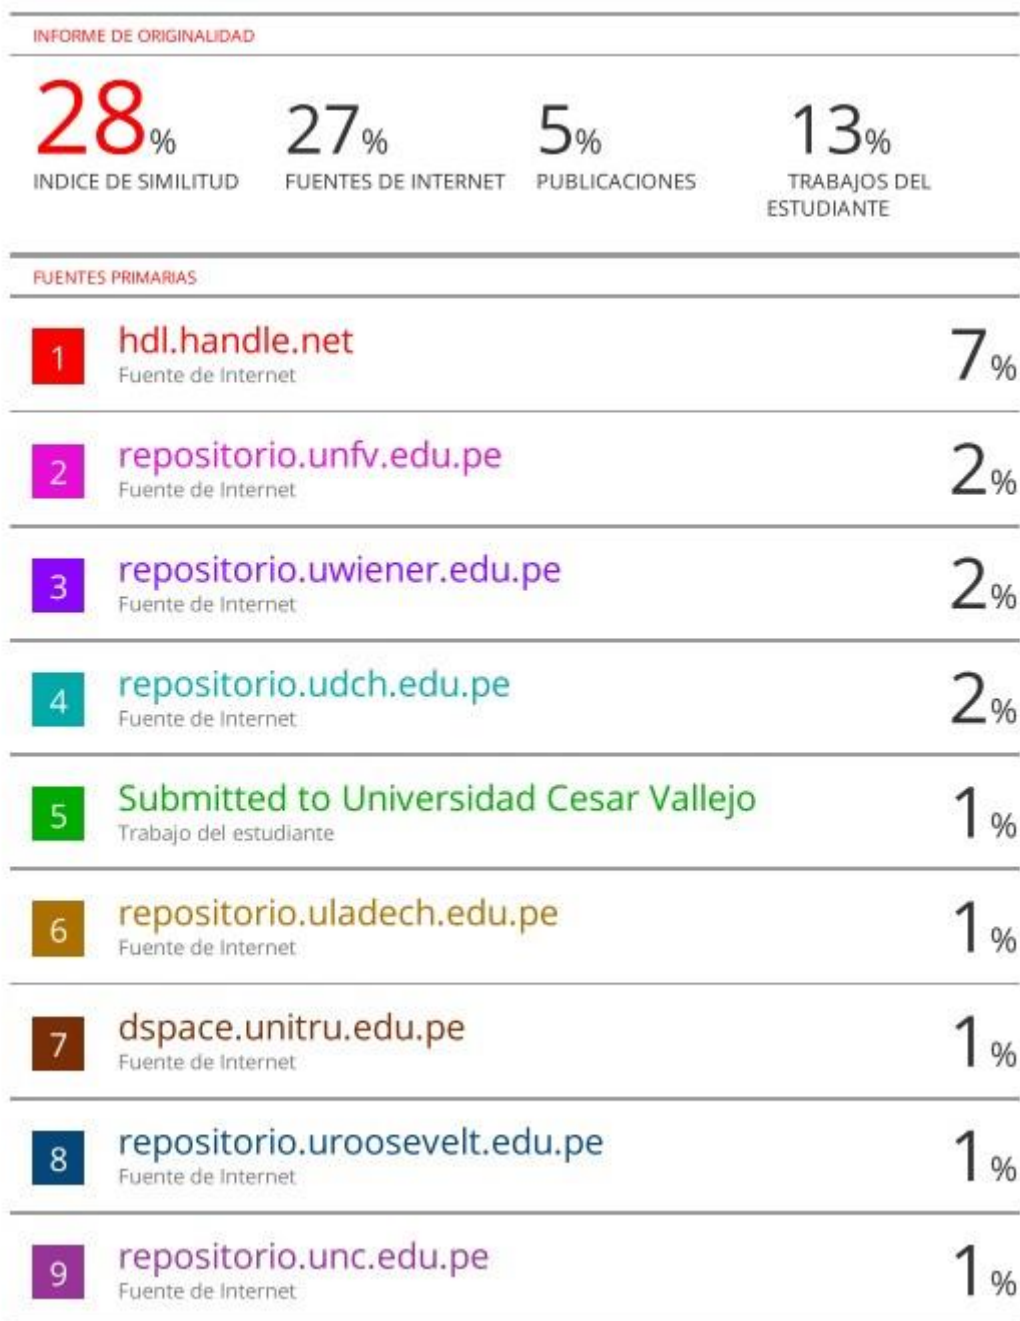 INFORME DE ORIGINALIDAD
28% 27% 5% 13%
INDICE DE SIMILITUD FUENTES DE INTERNET PUBLICACIONES TRABAJOS DEL
ESTUDIANTE
FUENTES PRIMARIAS
1 hdl.handle.net 7%
Fuente de Internet
2 repositorio.unfv.edu.pe 2%
Fuente de Internet
3 repositorio.uwiener.edu.pe 2%
Fuente de Internet
4 repositorio.udch.edu.pe 2%
Fuente de Internet
5 Submitted to Universidad Cesar Vallejo 1%
Trabajo del estudiante
6 repositorio.uladech.edu.pe 1%
Fuente de Internet
7 dspace.unitru.edu.pe 1%
Fuente de Internet
8 repositorio.uroosevelt.edu.pe 1%
Fuente de Internet
9 repositorio.unc.edu.pe 1%
Fuente de Internet